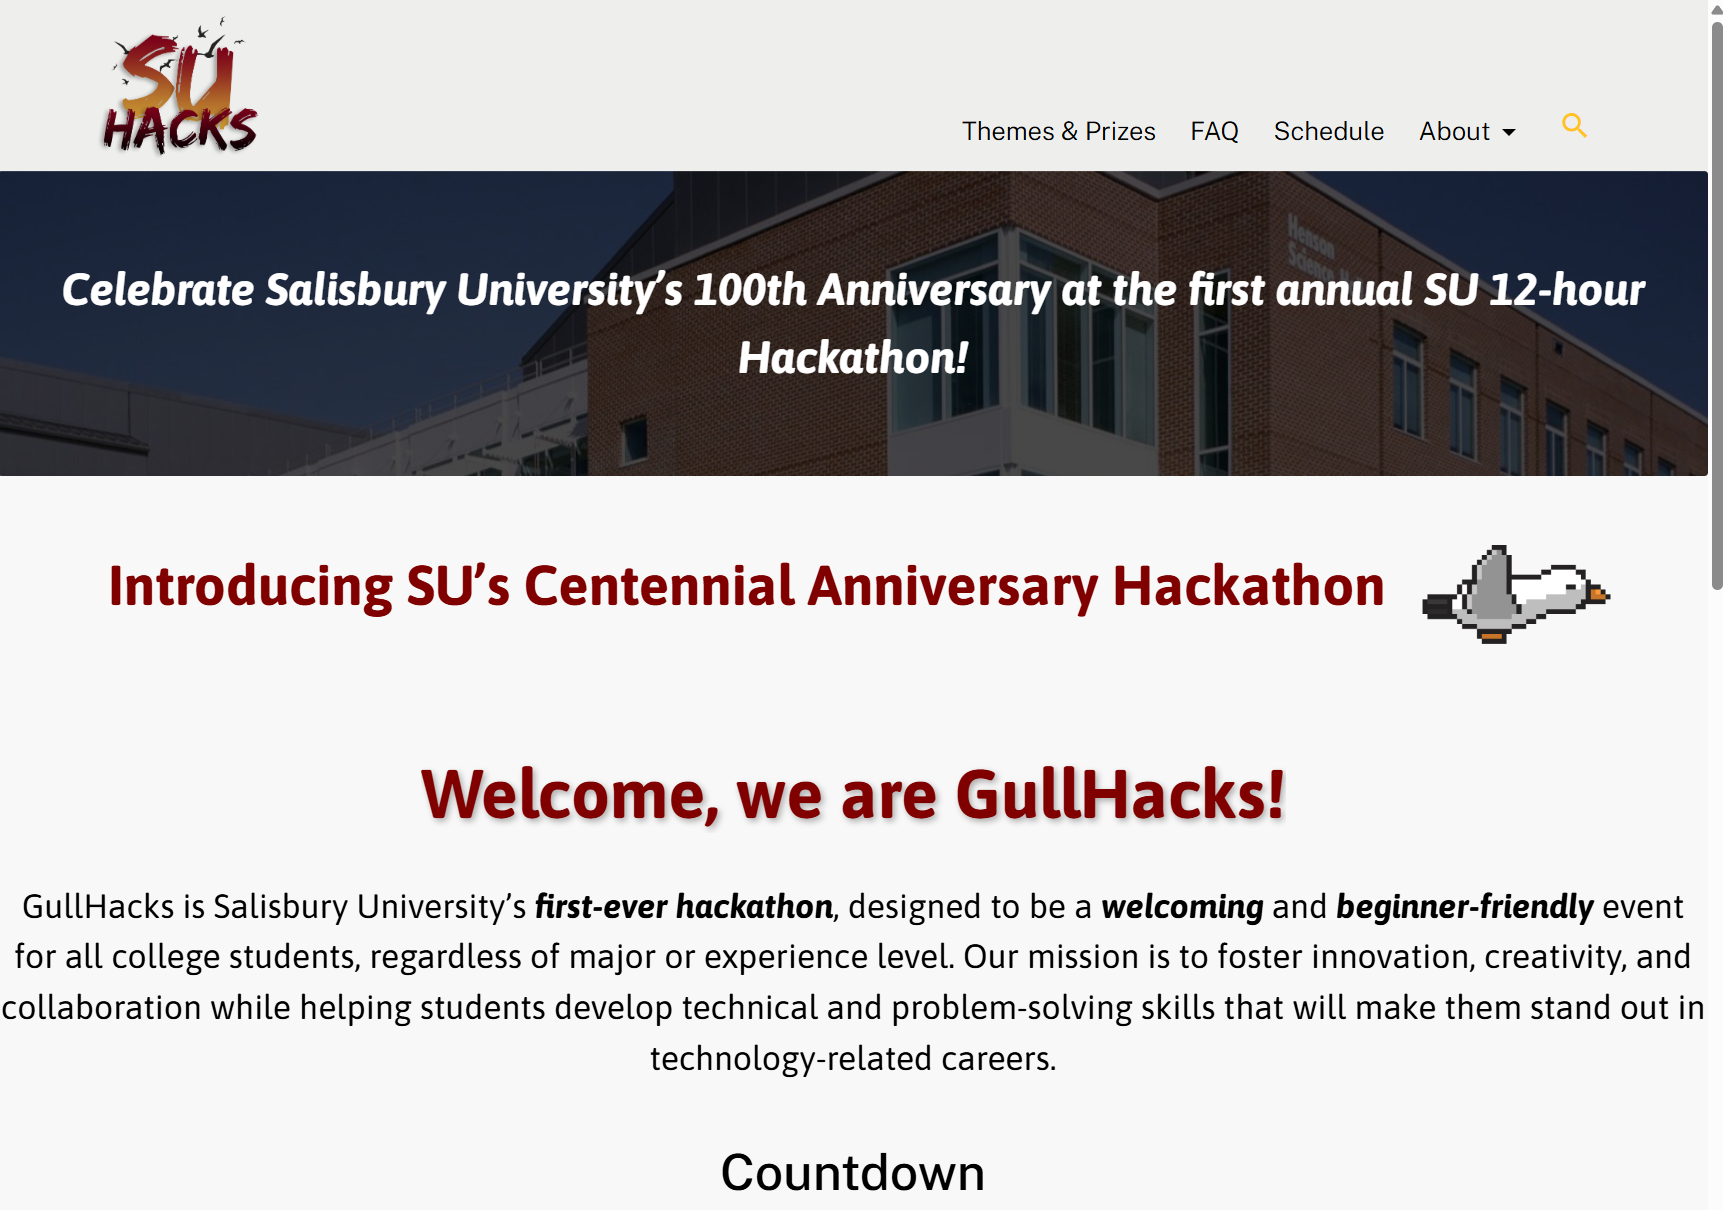 SU
HACKS
Themes & Prizes FAQ Schedule About
Henson
Science H
Celebrate Salisbury University’s 100th Anniversary at the first annual SU 12-hour
Hackathon!
Introducing SU’s Centennial Anniversary Hackathon
Welcome, we are GullHacks!
GullHacks is Salisbury University’s first-ever hackathon, designed to be a welcoming and beginner-friendly event
for all college students, regardless of major or experience level. Our mission is to foster innovation, creativity, and
collaboration while helping students develop technical and problem-solving skills that will make them stand out in
technology-related careers.
Countdown